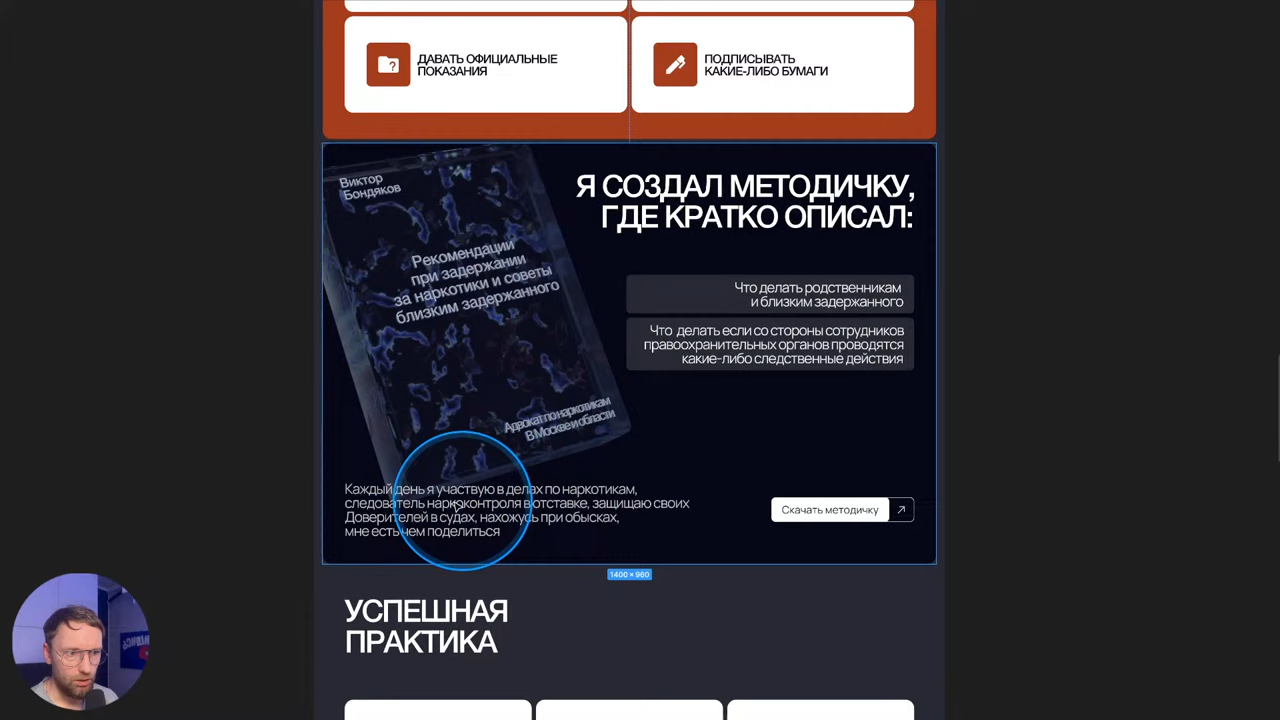 ДАВАТЬ ОФИЦИАЛЬНЫЕ
ПОКАЗАНИЯ
ПОДПИСЫВАТЬ
КАКИЕ-ЛИБО БУМАГИ
Виктор
Бондяков
Рекомендации
при задержании
за наркотики и советы
близким задержанного
Адвокат по наркотикам
В Москве и области
Я СОЗДАЛ МЕТОДИЧКУ,
ГДЕ КРАТКО ОПИСАЛ:
Что делать родственникам
и близким задержанного
Что делать если со стороны сотрудников
правоохранительных органов проводятся
какие-либо следственные действия
Каждый день я участвую в делах по наркотикам,
следователь наркоконтроля в отставке, защищаю своих
Доверителей в судах, нахожусь при обысках,
мне есть чем поделиться
Скачать методичку
1400 × 960
УСПЕШНАЯ
ПРАКТИКА